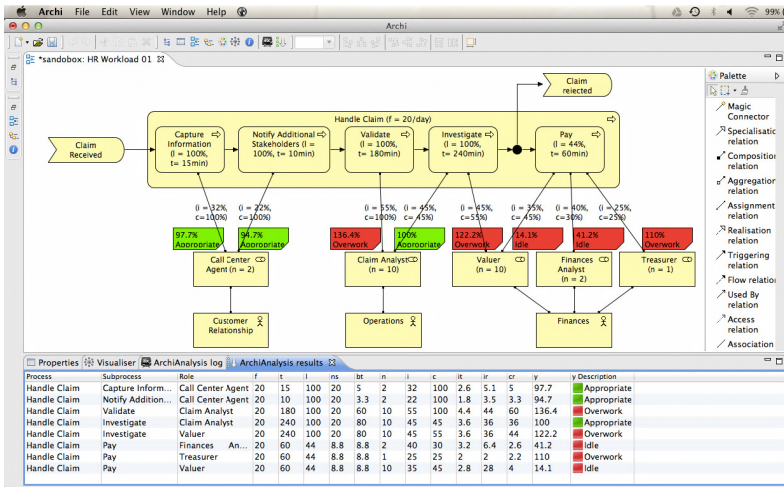 Archi File Edit View Window Help 99%
Archi
*sandobox: HR Workload 01
Palette
Claim
rejected
Handle Claim (f = 20/day)
Claim
Received
Capture
Information
(l = 100%,
t= 15min)
Notify Additional
Stakeholders (l =
100%, t= 10min)
Validate
(l = 100%,
t= 180min)
Investigate
(l = 100%,
t= 240min)
Pay
(l = 44%,
t= 60min)
(i = 32%,
c=100%)
(i = 22%,
c=100%)
(i = 55%,
c=100%)
(i = 45%,
c= 45%)
(i = 45%,
c=55%)
(i = 35%,
c= 45%)
(i = 40%,
c=30%)
(i = 25%,
c=25%)
97.7%
Appropriate
94.7%
Appropriate
136.4%
Overwork
100%
Appropriate
122.2%
Overwork
14.1%
Idle
41.2%
Idle
110%
Overwork
Call Center
Agent (n = 2)
Claim Analyst
(n = 10)
Valuer
(n = 10)
Finances
Analyst
(n = 2)
Treasurer
(n = 1)
Customer
Relationship
Operations
Finances
Magic
Connector
Specialisatic
relation
Compositior
relation
Aggregation
relation
Assignment
relation
Realisation
relation
Triggering
relation
Flow relation
Used By
relation
Access
relation
Association
Properties Visualiser ArchiAnalysis log ArchiAnalysis results
Process Subprocess Role f t l ns bt n i c it ir cr y y Description
Handle Claim Capture Inform... Call Center Agent 20 15 100 20 5 2 32 100 2.6 5.1 5 97.7 Appropriate
Handle Claim Notify Addition... Call Center Agent 20 10 100 20 3.3 2 22 100 1.8 3.5 3.3 94.7 Appropriate
Handle Claim Validate Claim Analyst 20 180 100 20 60 10 55 100 4.4 44 60 136.4 Overwork
Handle Claim Investigate Claim Analyst 20 240 100 20 80 10 45 45 3.6 36 36 100 Appropriate
Handle Claim Investigate Valuer 20 240 100 20 80 10 45 55 3.6 36 44 122.2 Overwork
Handle Claim Pay Finances An... 20 60 44 8.8 8.8 2 40 30 3.2 6.4 2.6 41.2 Idle
Handle Claim Pay Treasurer 20 60 44 8.8 8.8 1 25 25 2 2 2.2 110 Overwork
Handle Claim Pay Valuer 20 60 44 8.8 8.8 10 35 45 2.8 28 4 14.1 Idle